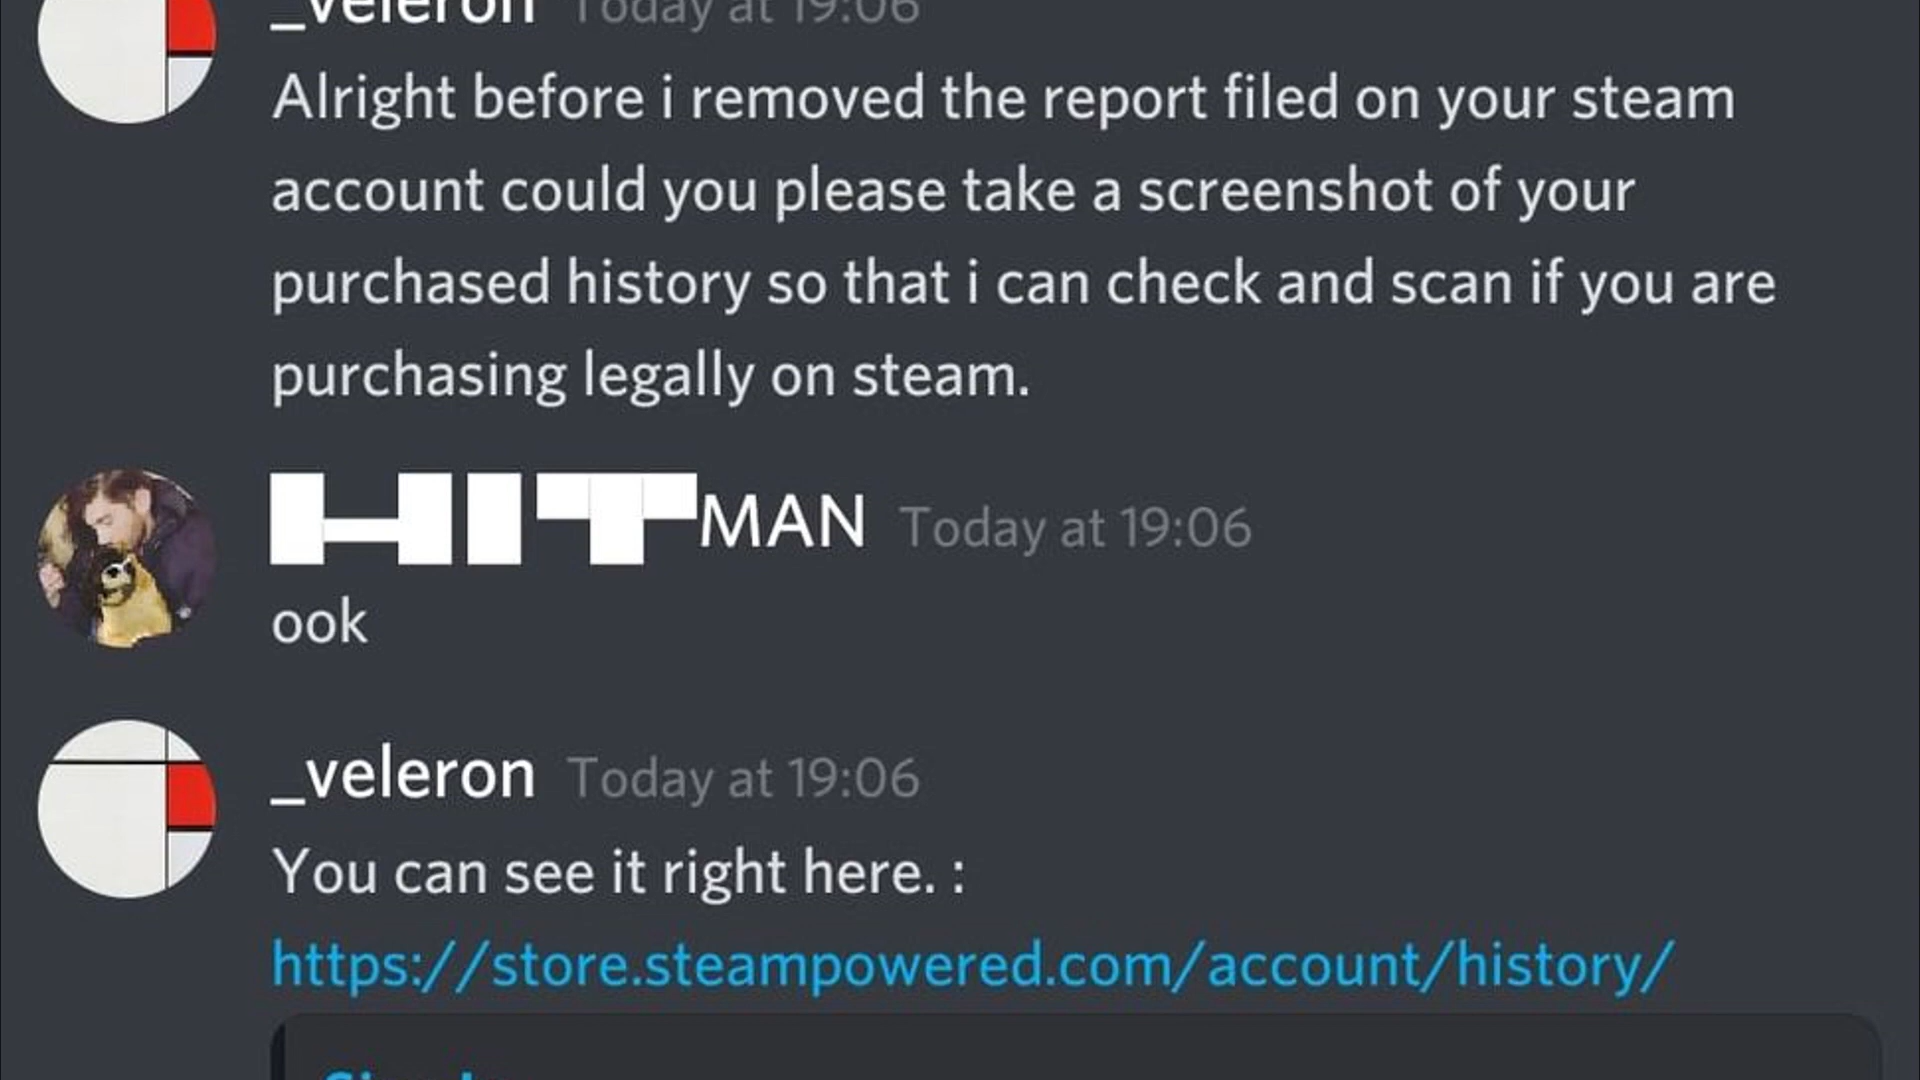 _veleron Today at 19:06
Alright before i removed the report filed on your steam
account could you please take a screenshot of your
purchased history so that i can check and scan if you are
purchasing legally on steam.
HITMAN Today at 19:06
ook
_veleron Today at 19:06
You can see it right here. :
https://store.steampowered.com/account/history/